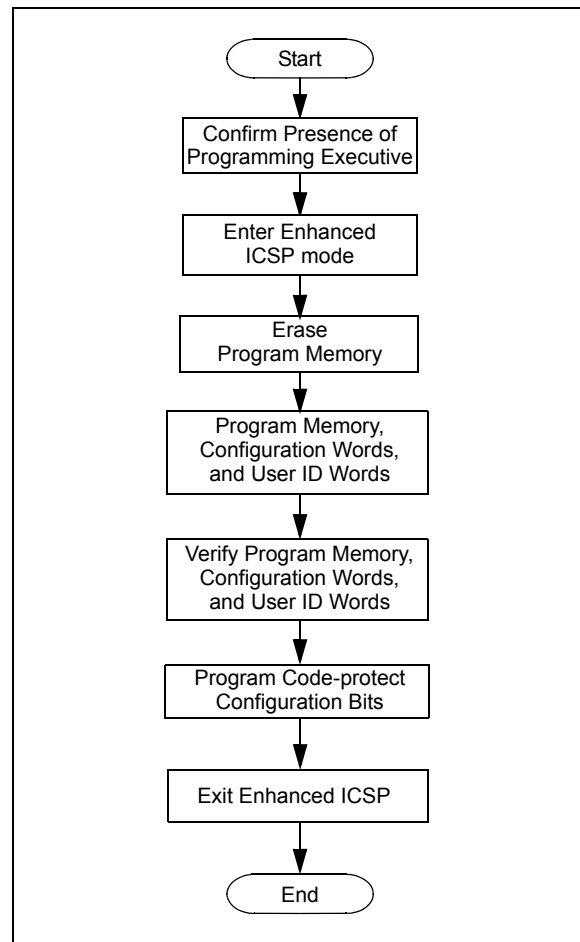 Start
Confirm Presence of
Programming Executive
Enter Enhanced
ICSP mode
Erase
Program Memory
Program Memory,
Configuration Words,
and User ID Words
Verify Program Memory,
Configuration Words,
and User ID Words
Program Code-protect
Configuration Bits
Exit Enhanced ICSP
End